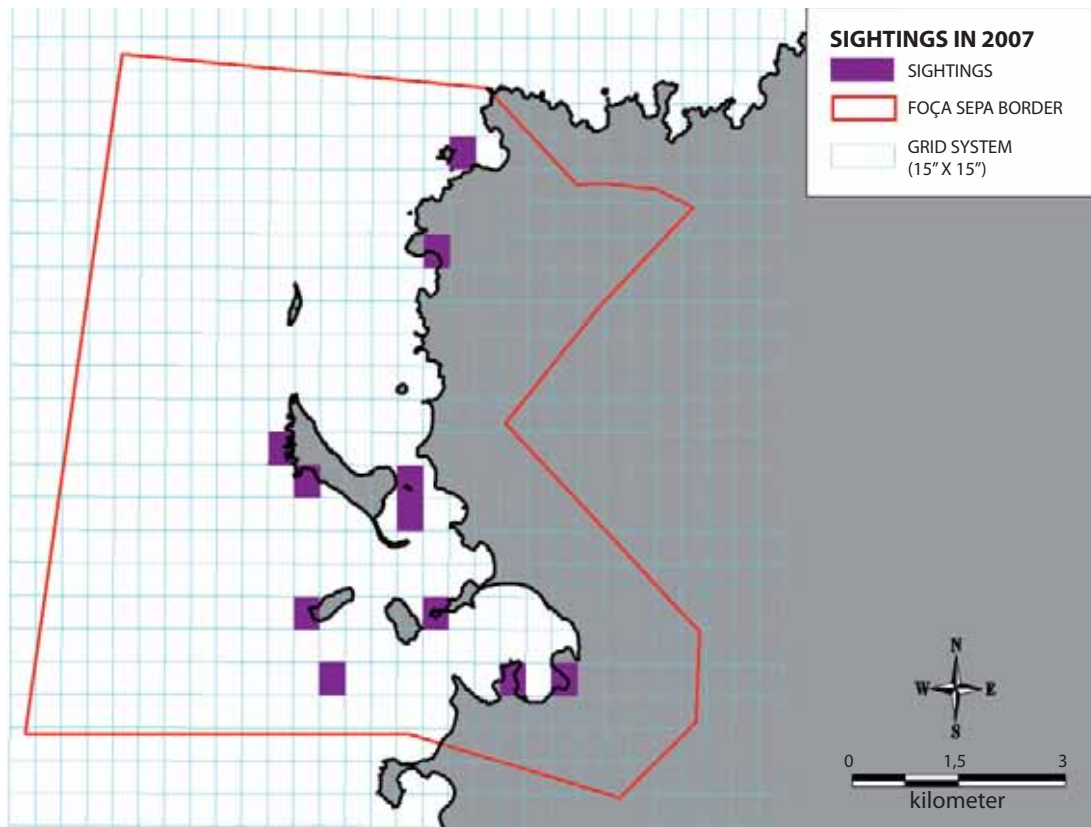 SIGHTINGS IN 2007
SIGHTINGS
FOÇA SEPA BORDER
GRID SYSTEM
(15” X 15”)
N
W E
S
0 1,5 3
kilometer